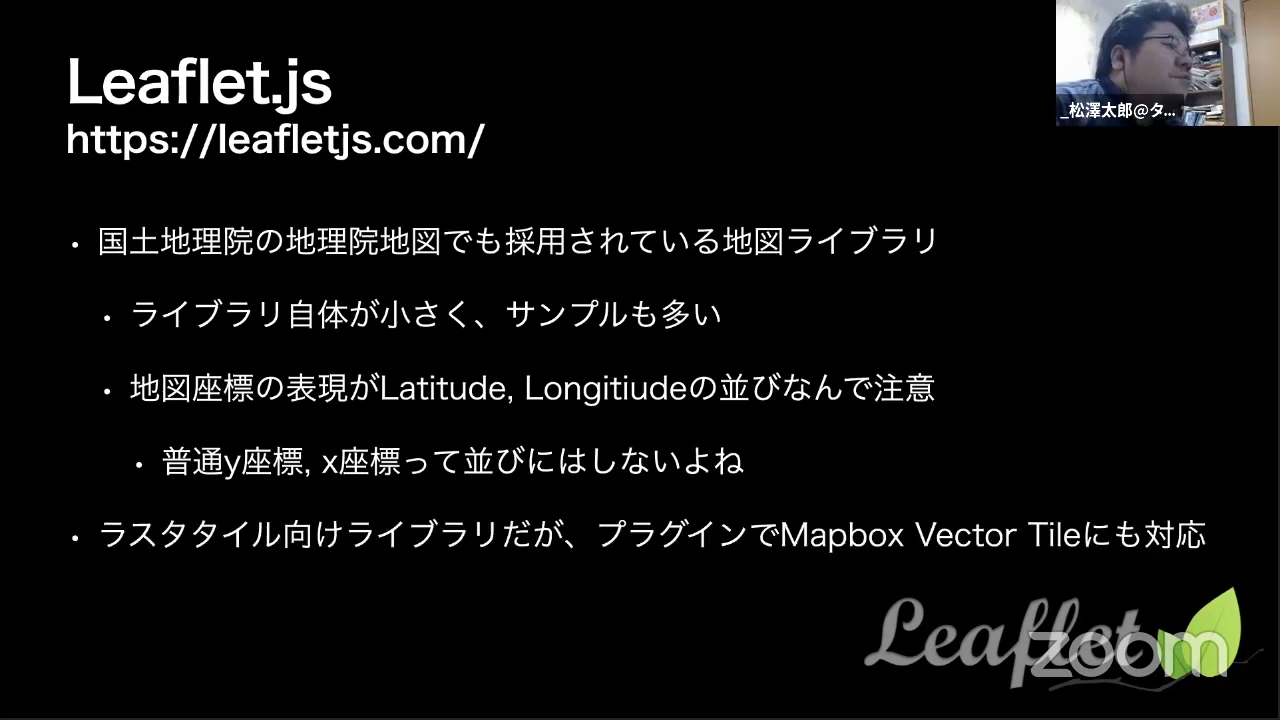 Leaflet.js
https://leafletjs.com/
_松澤太郎@タ...
• 国土地理院の地理院地図でも採用されている地図ライブラリ
• ライブラリ自体が小さく、サンプルも多い
• 地図座標の表現がLatitude, Longitiudeの並びなんで注意
• 普通y座標, x座標って並びにはしないよね
• ラスタタイル向けライブラリだが、プラグインでMapbox Vector Tileにも対応
Leaflet
zoom